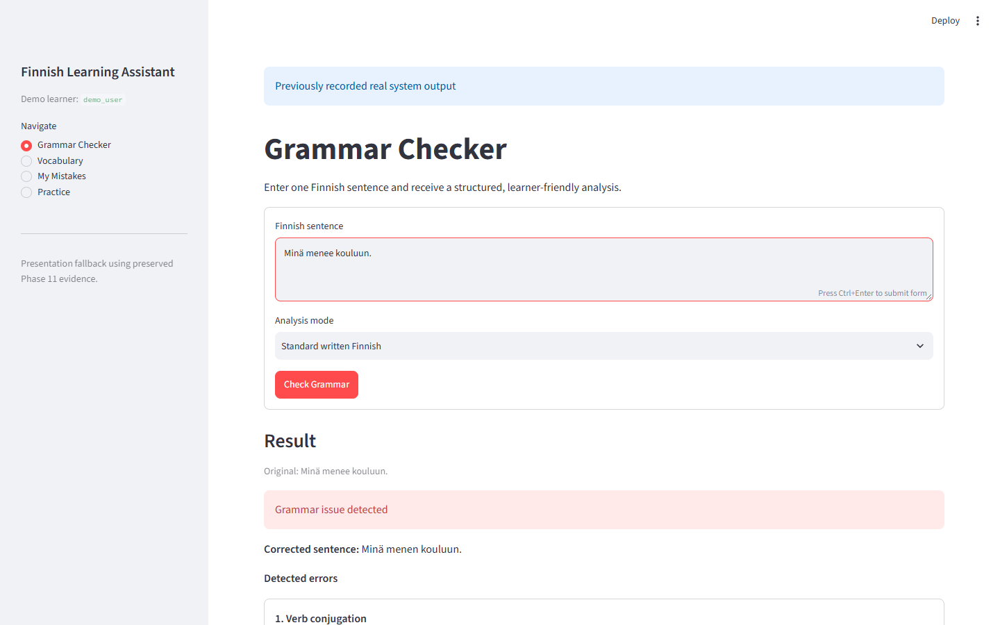 Deploy
Finnish Learning Assistant
Demo learner: demo_user
Navigate
Grammar Checker
Vocabulary
My Mistakes
Practice
Presentation fallback using preserved
Phase 11 evidence.
Previously recorded real system output
Grammar Checker
Enter one Finnish sentence and receive a structured, learner-friendly analysis.
Finnish sentence
Minä menee kouluun.
Press Ctrl+Enter to submit form
Analysis mode
Standard written Finnish
Check Grammar
Result
Original: Minä menee kouluun.
Grammar issue detected
Corrected sentence: Minä menen kouluun.
Detected errors
1. Verb conjugation